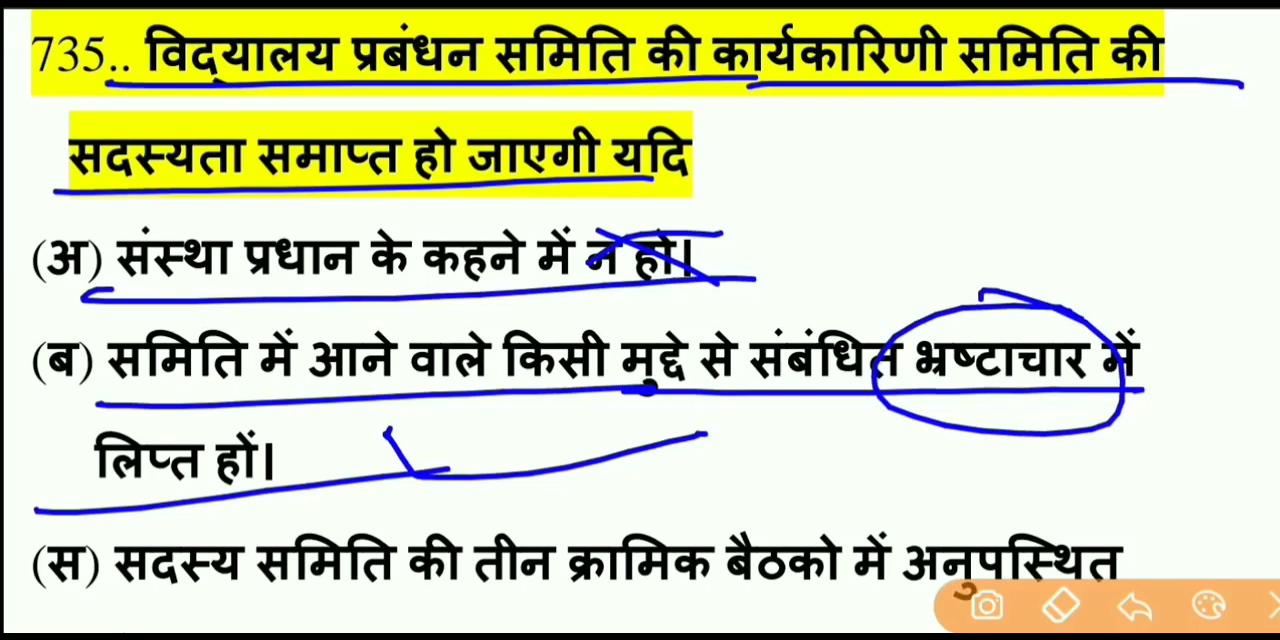 735.. विद्यालय प्रबंधन समिति की कार्यकारिणी समिति की
सदस्यता समाप्त हो जाएगी यदि
(अ) संस्था प्रधान के कहने में न हो।
(ब) समिति में आने वाले किसी मुद्दे से संबंधित भ्रष्टाचार में
लिप्त हों।
(स) सदस्य समिति की तीन क्रामिक बैठको में अनुपस्थित